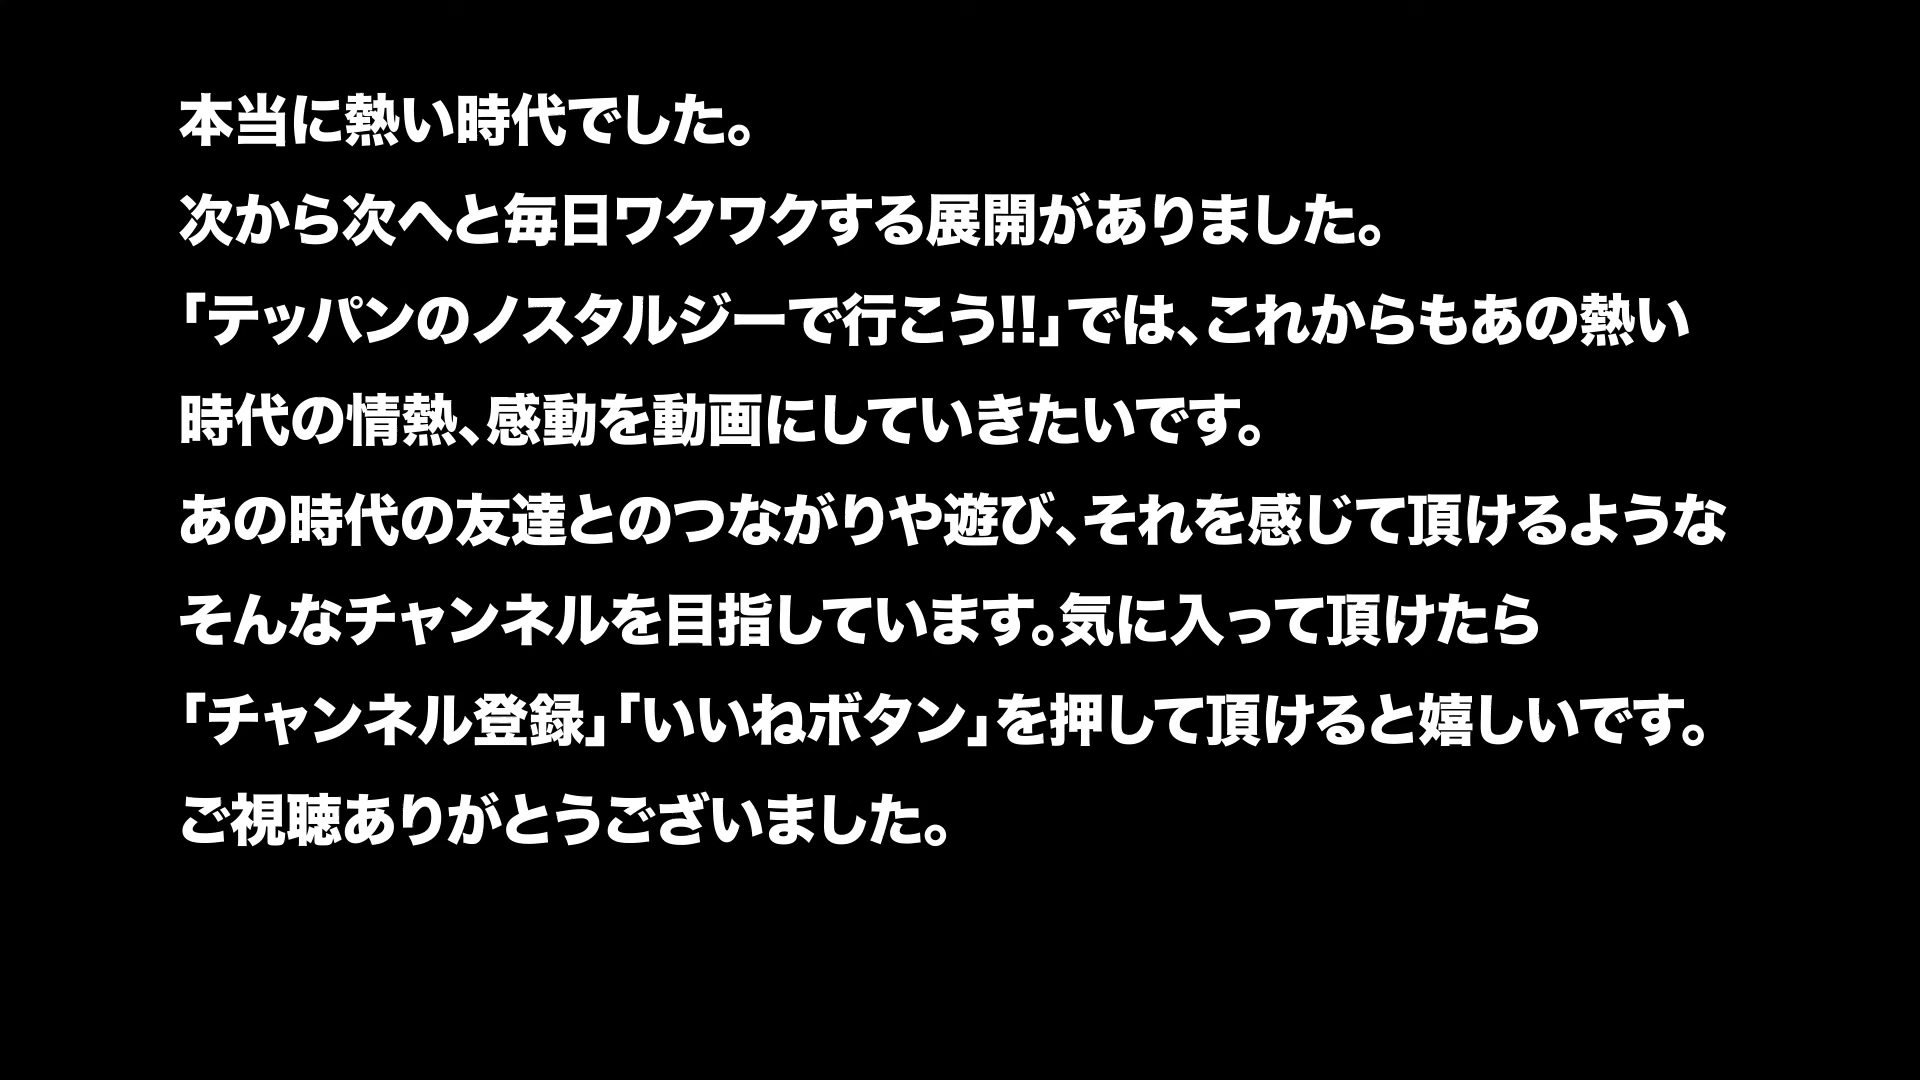 本当に熱い時代でした。
次から次へと毎日ワクワクする展開がありました。
「テッパンのノスタルジーで行こう!!」では、これからもあの熱い
時代の情熱、感動を動画にしていきたいです。
あの時代の友達とのつながりや遊び、それを感じて頂けるような
そんなチャンネルを目指しています。気に入って頂けたら
「チャンネル登録」「いいねボタン」を押して頂けると嬉しいです。
ご視聴ありがとうございました。